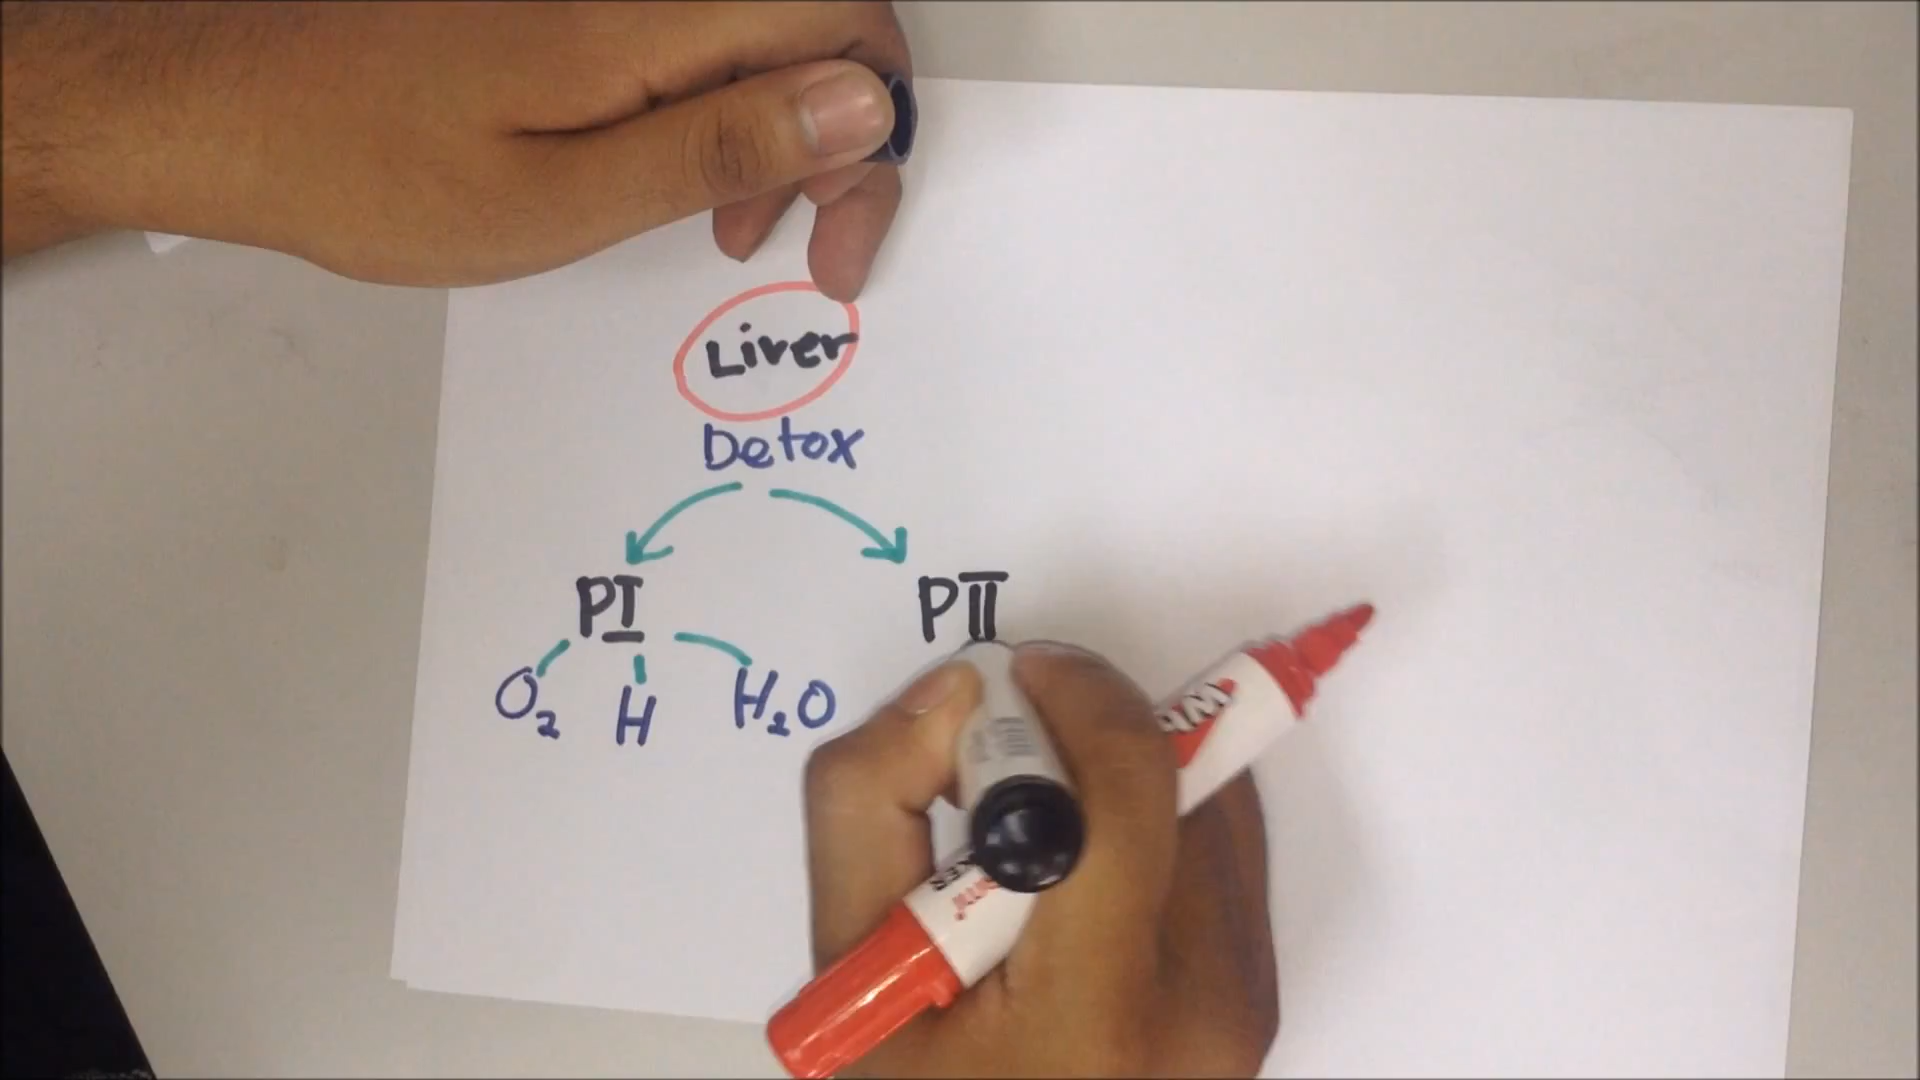 Liver
Detox
PI PII
O₂ H H₂O